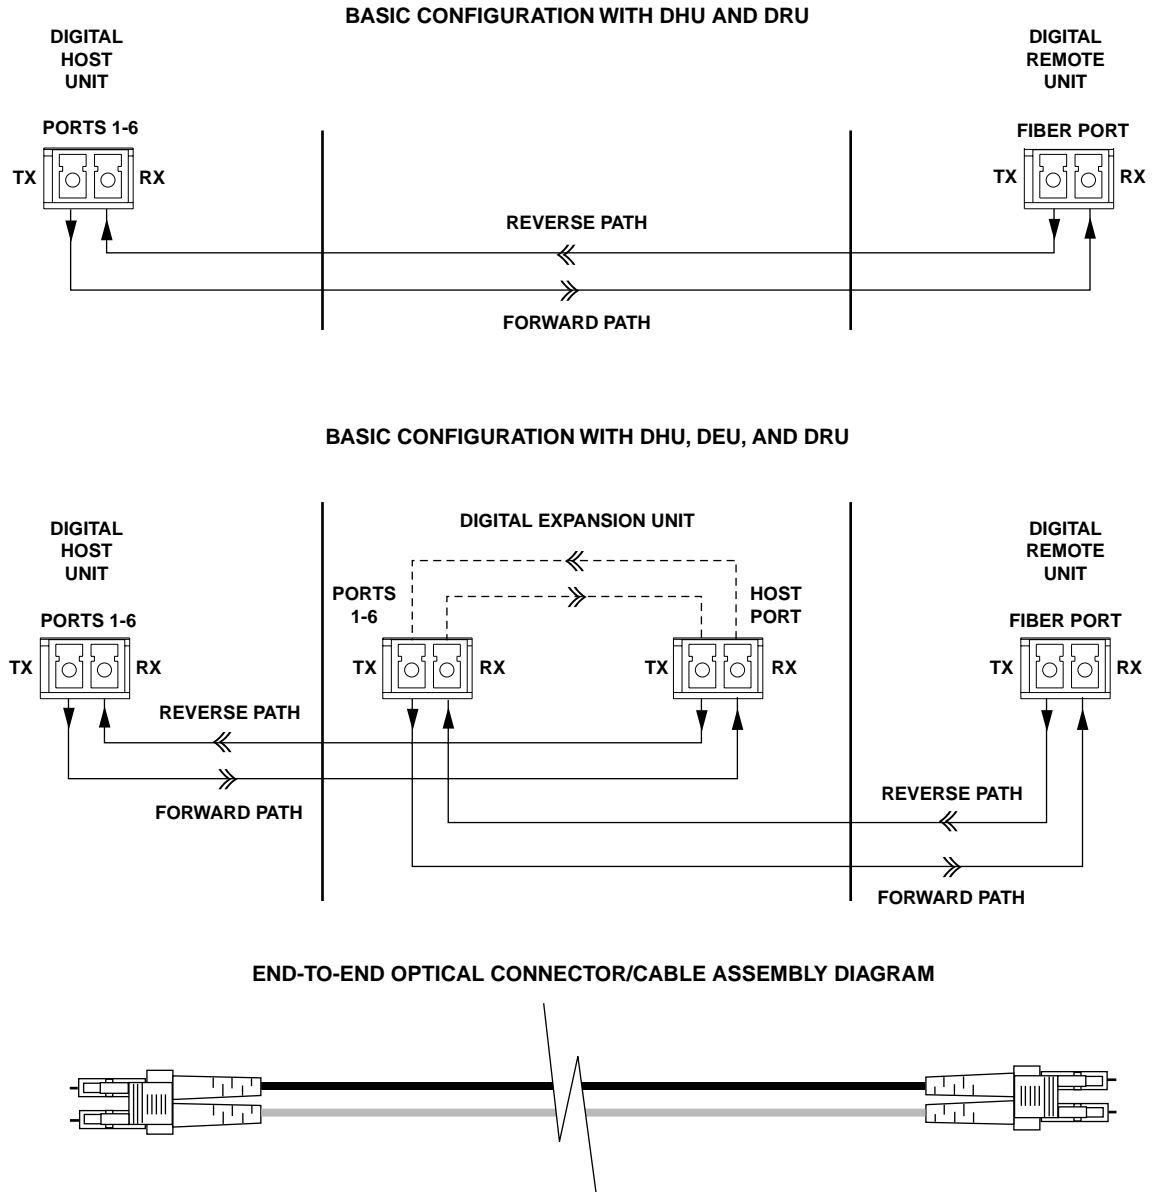 BASIC CONFIGURATION WITH DHU AND DRU
DIGITAL
HOST
UNIT
DIGITAL
REMOTE
UNIT
PORTS 1-6
FIBER PORT
TX
RX
TX
RX
REVERSE PATH
FORWARD PATH
BASIC CONFIGURATION WITH DHU, DEU, AND DRU
DIGITAL
HOST
UNIT
DIGITAL EXPANSION UNIT
DIGITAL
REMOTE
UNIT
PORTS
1-6
HOST
PORT
PORTS 1-6
FIBER PORT
TX
RX
TX
RX
TX
RX
TX
RX
REVERSE PATH
FORWARD PATH
REVERSE PATH
FORWARD PATH
END-TO-END OPTICAL CONNECTOR/CABLE ASSEMBLY DIAGRAM